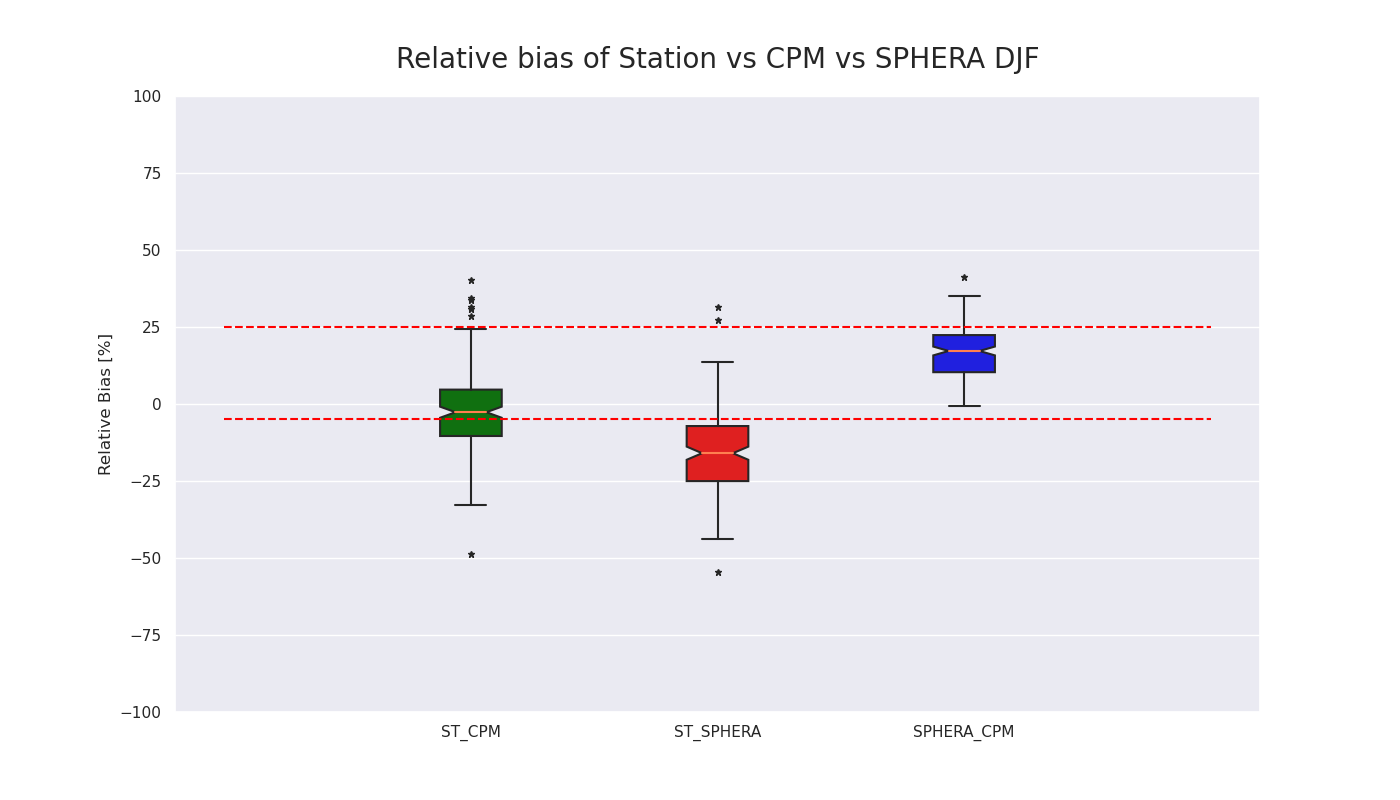 Relative bias of Station vs CPM vs SPHERA DJF
100
75
50
25
0
−25
−50
−75
−100
Relative Bias [%]
ST_CPM
ST_SPHERA
SPHERA_CPM